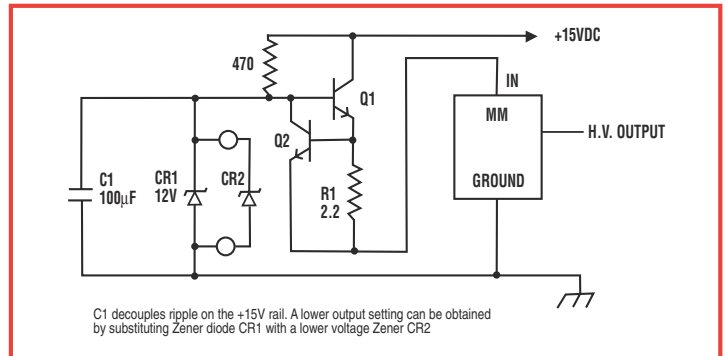 +15VDC
470
IN
Q1
MM
Q2
H.V. OUTPUT
C1
100μF
CR1
12V
CR2
R1
2.2
GROUND
C1 decouples ripple on the +15V rail. A lower output setting can be obtained
by substituting Zener diode CR1 with a lower voltage Zener CR2